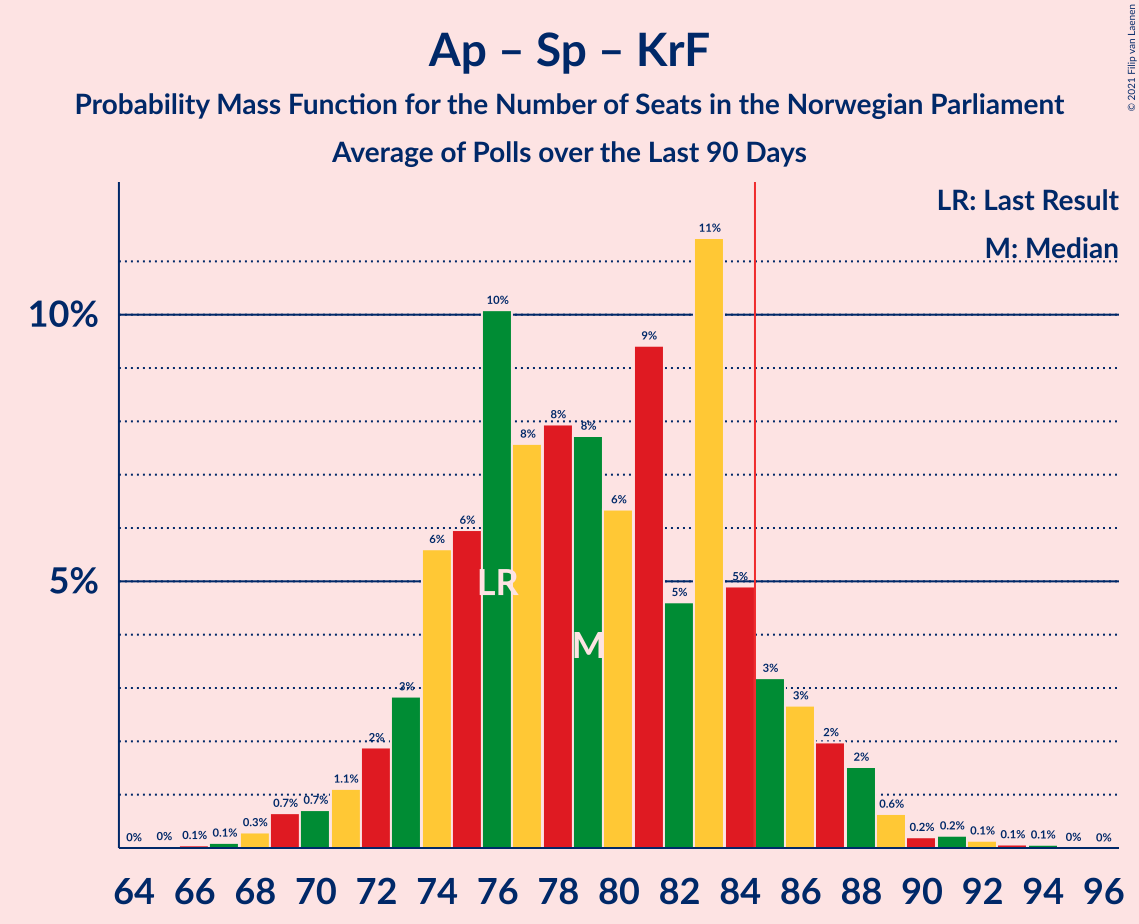 © 2021 Filip van Laenen
Ap – Sp – KrF
Probability Mass Function for the Number of Seats in the Norwegian Parliament
Average of Polls over the Last 90 Days
LR: Last Result
M: Median
10%
5%
0% 0% 0.1% 0.1% 0.3% 0.7% 0.7% 1.1% 2% 3% 6% 6% 10% 8% 8% 8% 6% 9% 5% 11% 5% 3% 3% 2% 2% 0.6% 0.2% 0.2% 0.1% 0.1% 0.1% 0% 0%
LR
M
64 66 68 70 72 74 76 78 80 82 84 86 88 90 92 94 96